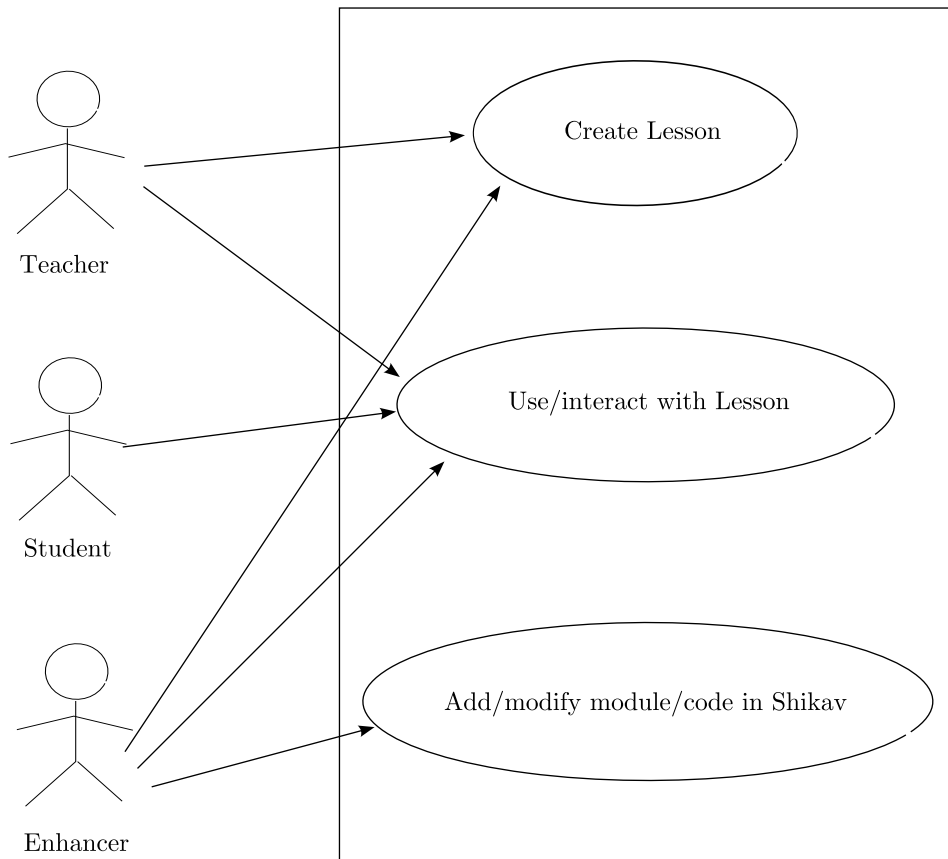 Create Lesson
Teacher
Use/interact with Lesson
Student
Add/modify module/code in Shikav
Enhancer